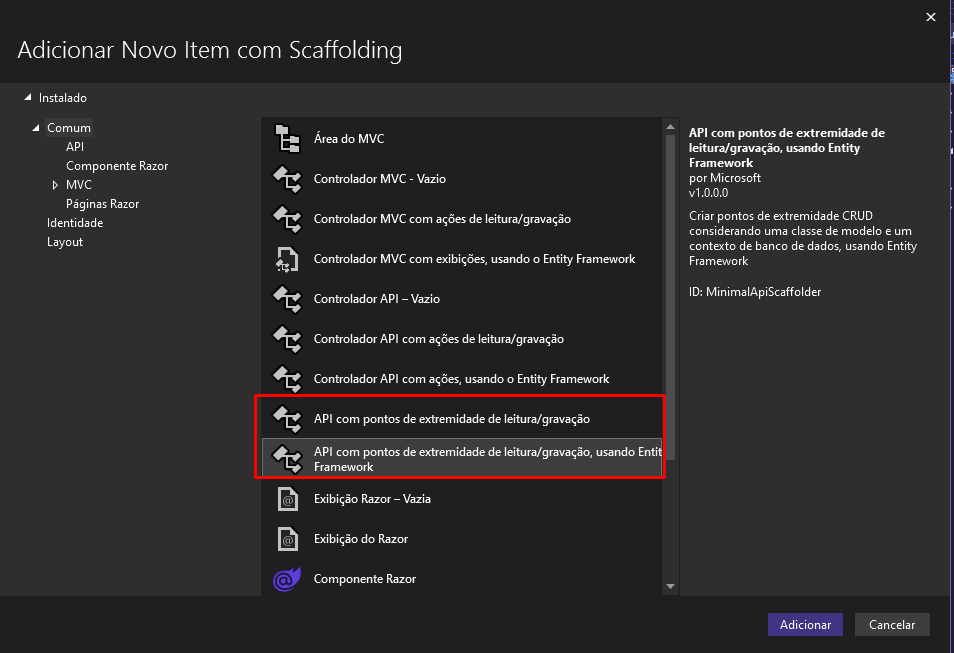 Adicionar Novo Item com Scaffolding
Instalado
Comum
API
Componente Razor
MVC
Páginas Razor
Identidade
Layout
Área do MVC
Controlador MVC - Vazio
Controlador MVC com ações de leitura/gravação
Controlador MVC com exibições, usando o Entity Framework
Controlador API – Vazio
Controlador API com ações de leitura/gravação
Controlador API com ações, usando o Entity Framework
API com pontos de extremidade de leitura/gravação
API com pontos de extremidade de leitura/gravação, usando Entit
Framework
Exibição Razor – Vazia
Exibição do Razor
Componente Razor
API com pontos de extremidade de
leitura/gravação, usando Entity
Framework
por Microsoft
v1.0.0.0
Criar pontos de extremidade CRUD
considerando uma classe de modelo e um
contexto de banco de dados, usando Entity
Framework
ID: MinimalApiScaffolder
Adicionar
Cancelar